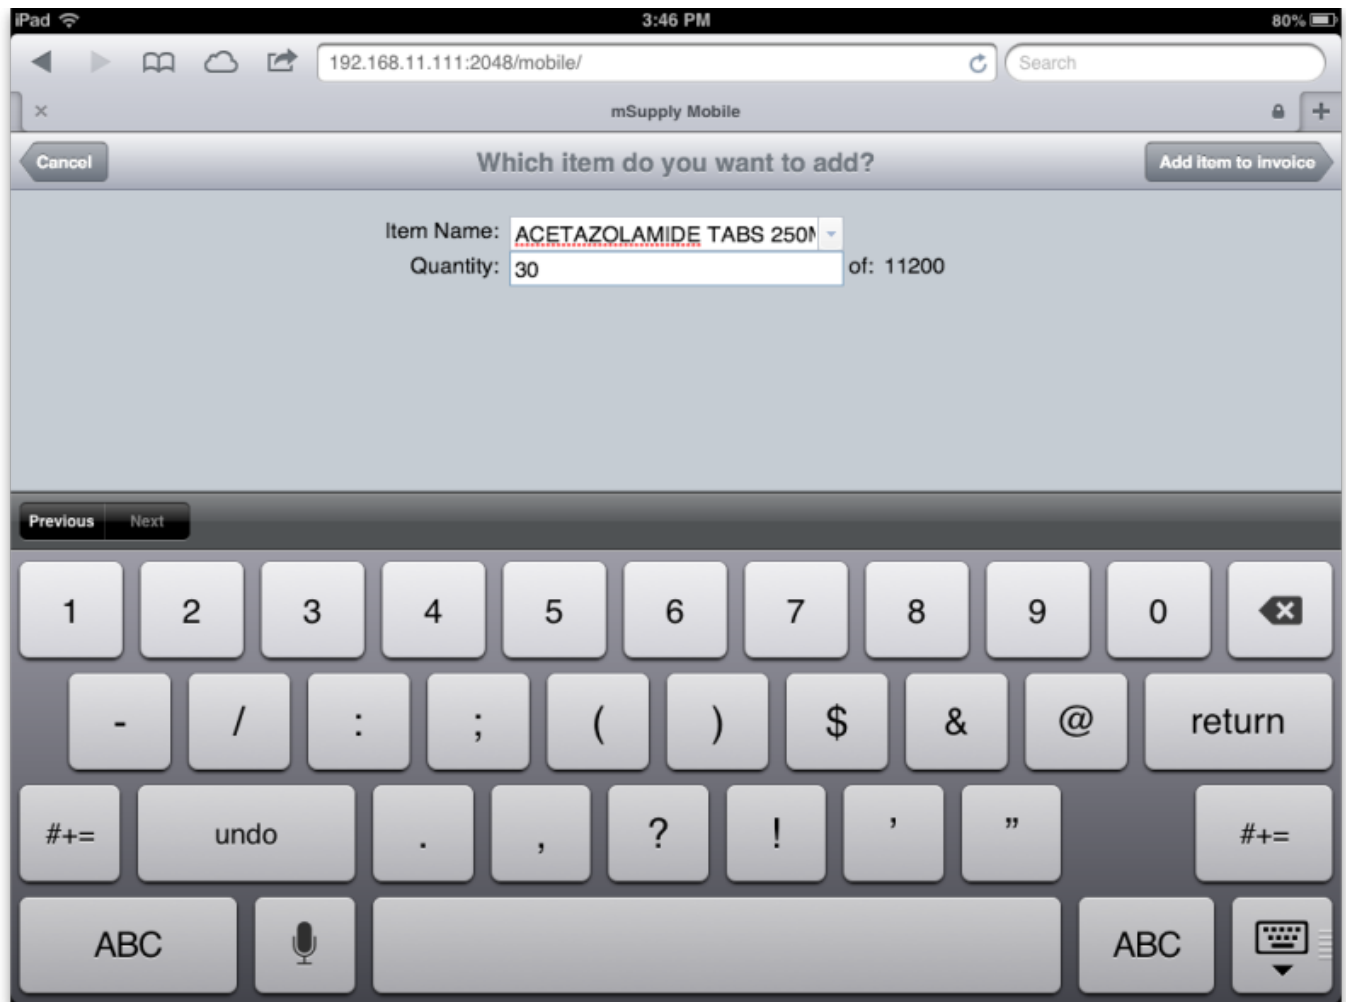 iPad 3:46 PM 80%
192.168.11.111:2048/mobile/ Search
mSupply Mobile
Cancel Which item do you want to add? Add item to invoice
Item Name: ACETAZOLAMIDE TABS 250M
Quantity: 30 of: 11200
Previous Next
1 2 3 4 5 6 7 8 9 0
- / : ; ( ) $ & @ return
#+= undo . , ? ! ’ ” #+=
ABC ABC